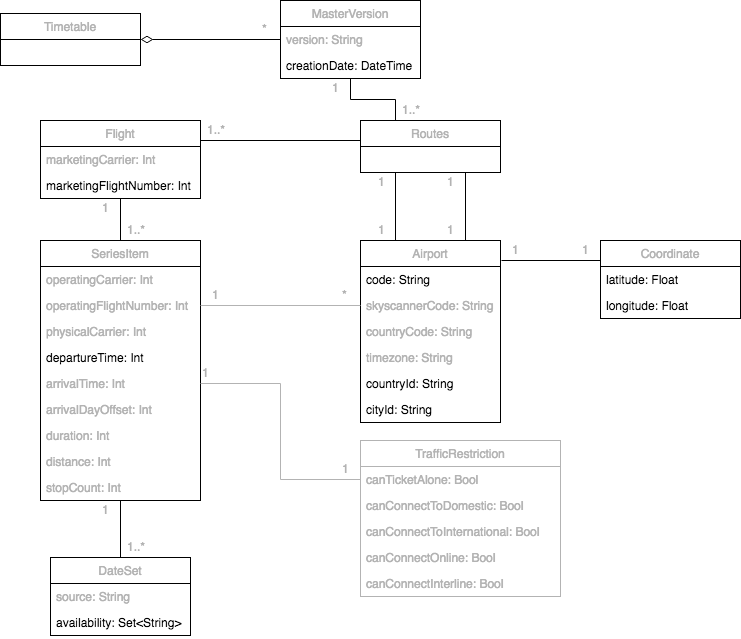 Timetable
*
MasterVersion
version: String
creationDate: DateTime
1
1..*
Flight
marketingCarrier: Int
marketingFlightNumber: Int
1..*
Routes
1
1..*
1
1
1
1
SeriesItem
operatingCarrier: Int
operatingFlightNumber: Int
physicalCarrier: Int
departureTime: Int
arrivalTime: Int
arrivalDayOffset: Int
duration: Int
distance: Int
stopCount: Int
1
*
1
1
Airport
code: String
skyscannerCode: String
countryCode: String
timezone: String
countryId: String
cityId: String
1
1
Coordinate
latitude: Float
longitude: Float
TrafficRestriction
canTicketAlone: Bool
canConnectToDomestic: Bool
canConnectToInternational: Bool
canConnectOnline: Bool
canConnectInterline: Bool
1
1..*
DateSet
source: String
availability: Set<String>